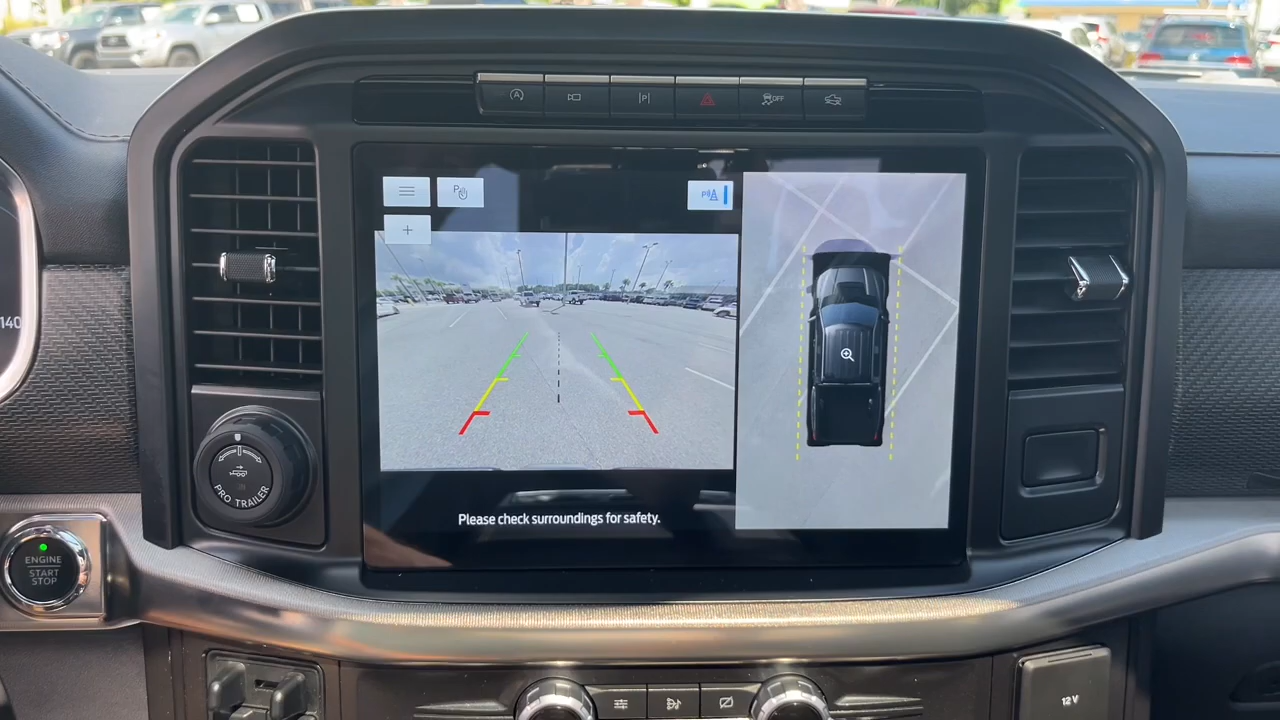 OFF
140
Please check surroundings for safety.
PRO TRAILER
ENGINE
START
STOP
12V